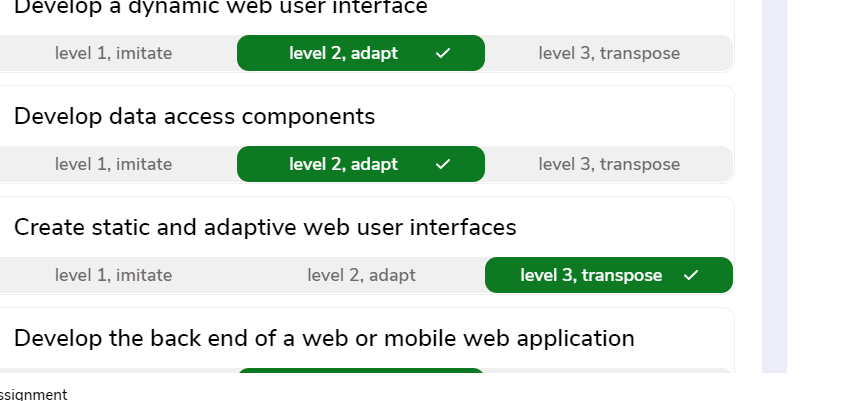 Develop a dynamic web user interface
level 1, imitate level 2, adapt level 3, transpose
Develop data access components
level 1, imitate level 2, adapt level 3, transpose
Create static and adaptive web user interfaces
level 1, imitate level 2, adapt level 3, transpose
Develop the back end of a web or mobile web application
ssignment